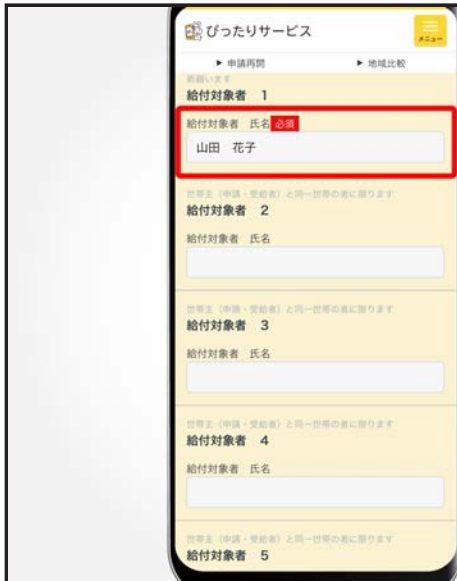 ぴったりサービス
メニュー
▶ 申請再開 ▶ 地域比較
お願います
給付対象者 1
給付対象者 氏名 必須
山田 花子
世帯主(申請・受給者)と同一世帯の者に限ります
給付対象者 2
給付対象者 氏名
世帯主(申請・受給者)と同一世帯の者に限ります
給付対象者 3
給付対象者 氏名
世帯主(申請・受給者)と同一世帯の者に限ります
給付対象者 4
給付対象者 氏名
世帯主(申請・受給者)と同一世帯の者に限ります
給付対象者 5